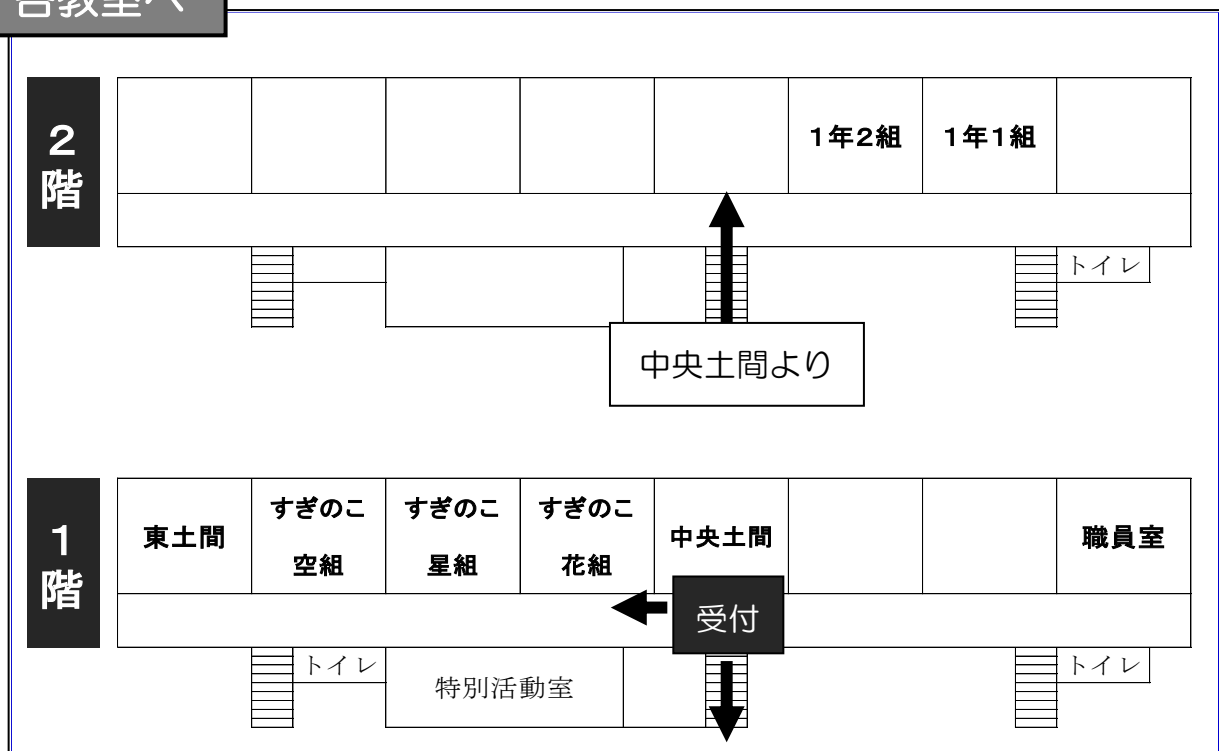 各教室へ
2階
1年2組
1年1組
トイレ
中央土間より
1階
東土間
すぎのこ
空組
すぎのこ
星組
すぎのこ
花組
中央土間
職員室
受付
トイレ
特別活動室
トイレ